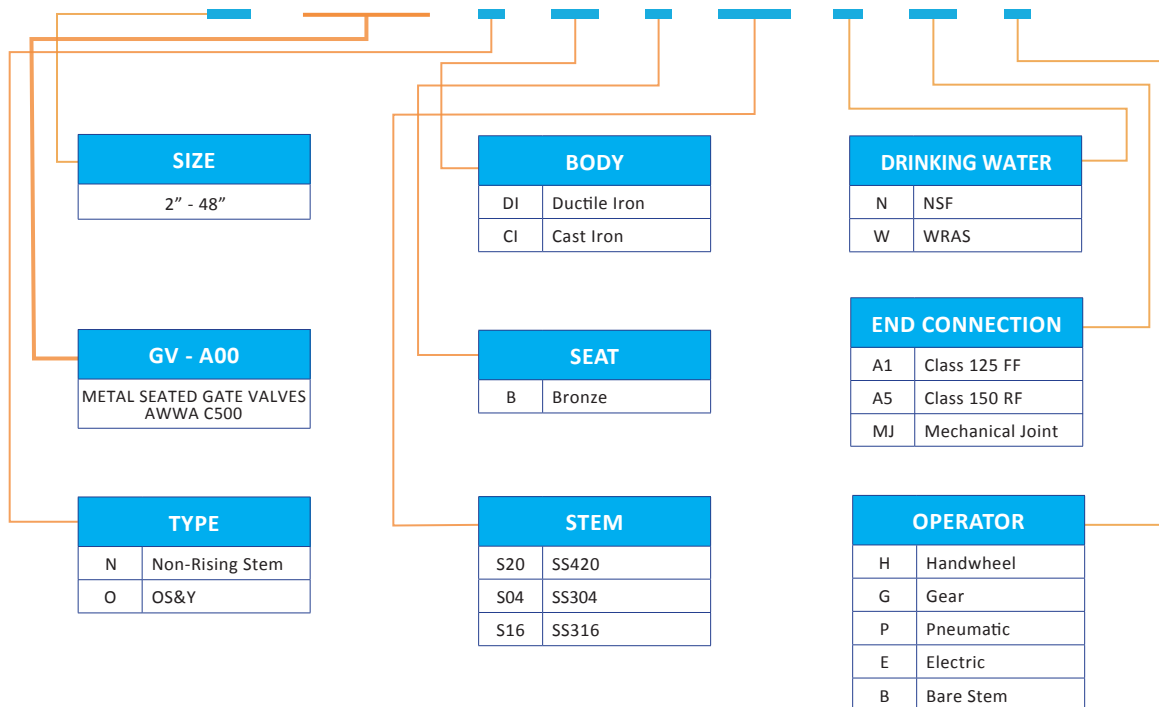 SIZE
2” - 48”
GV - A00
METAL SEATED GATE VALVES
AWWA C500
TYPE
N Non-Rising Stem
O OS&Y
BODY
DI Ductile Iron
CI Cast Iron
SEAT
B Bronze
STEM
S20 SS420
S04 SS304
S16 SS316
DRINKING WATER
N NSF
W WRAS
END CONNECTION
A1 Class 125 FF
A5 Class 150 RF
MJ Mechanical Joint
OPERATOR
H Handwheel
G Gear
P Pneumatic
E Electric
B Bare Stem